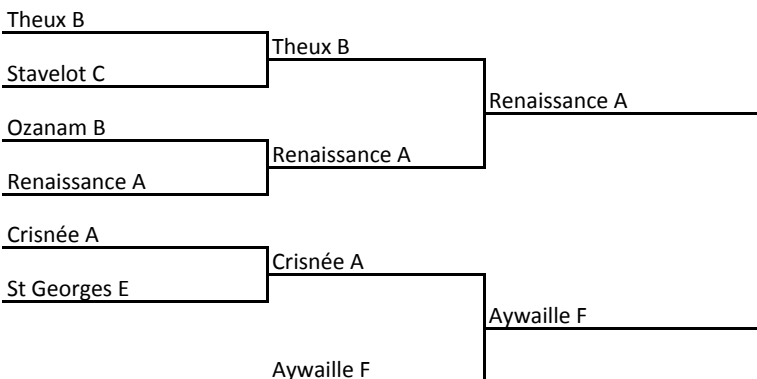 Theux B
Theux B
Stavelot C
Renaissance A
Ozanam B
Renaissance A
Renaissance A
Crisnée A
Crisnée A
St Georges E
Aywaille F
Aywaille F